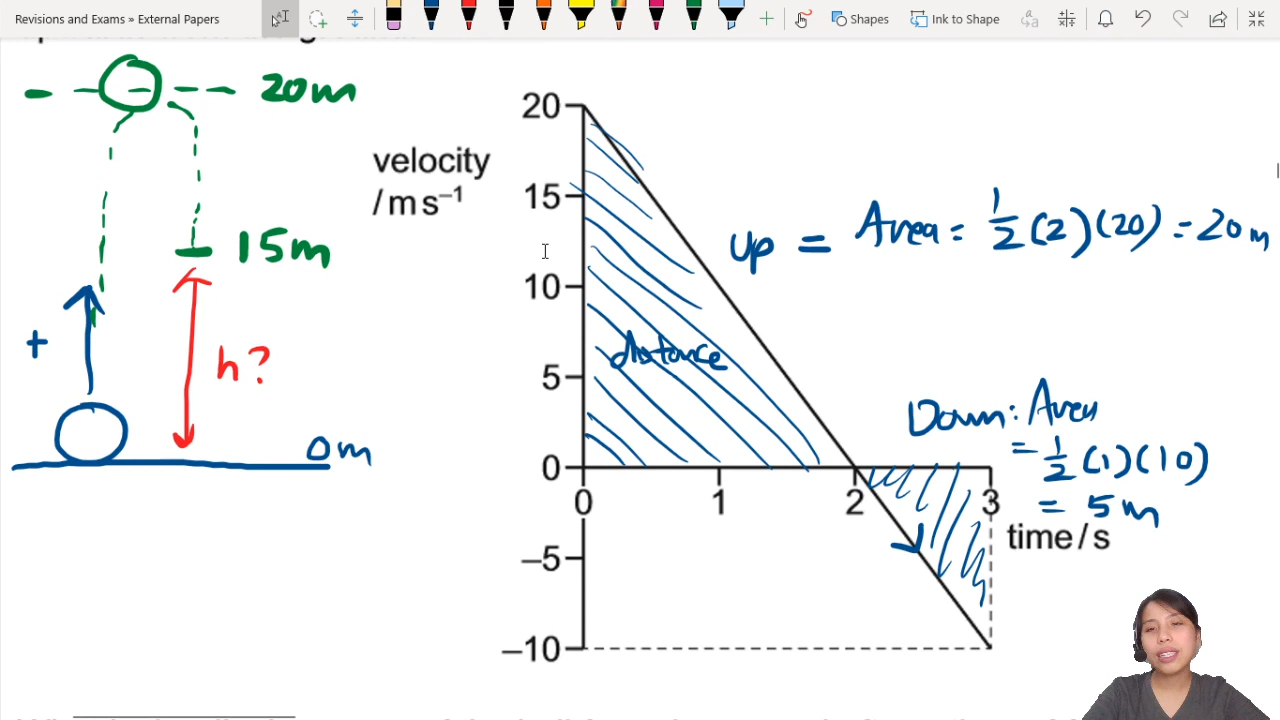 Revisions and Exams » External Papers
Shapes
Ink to Shape
20m
15m
+
h?
0m
velocity
/ m s⁻¹
20
15
10
5
0
–5
–10
0 1 2 3
time / s
distance
Up = Area = 1/2 (2)(20) = 20m
Down: Area
= 1/2 (1)(10)
= 5m